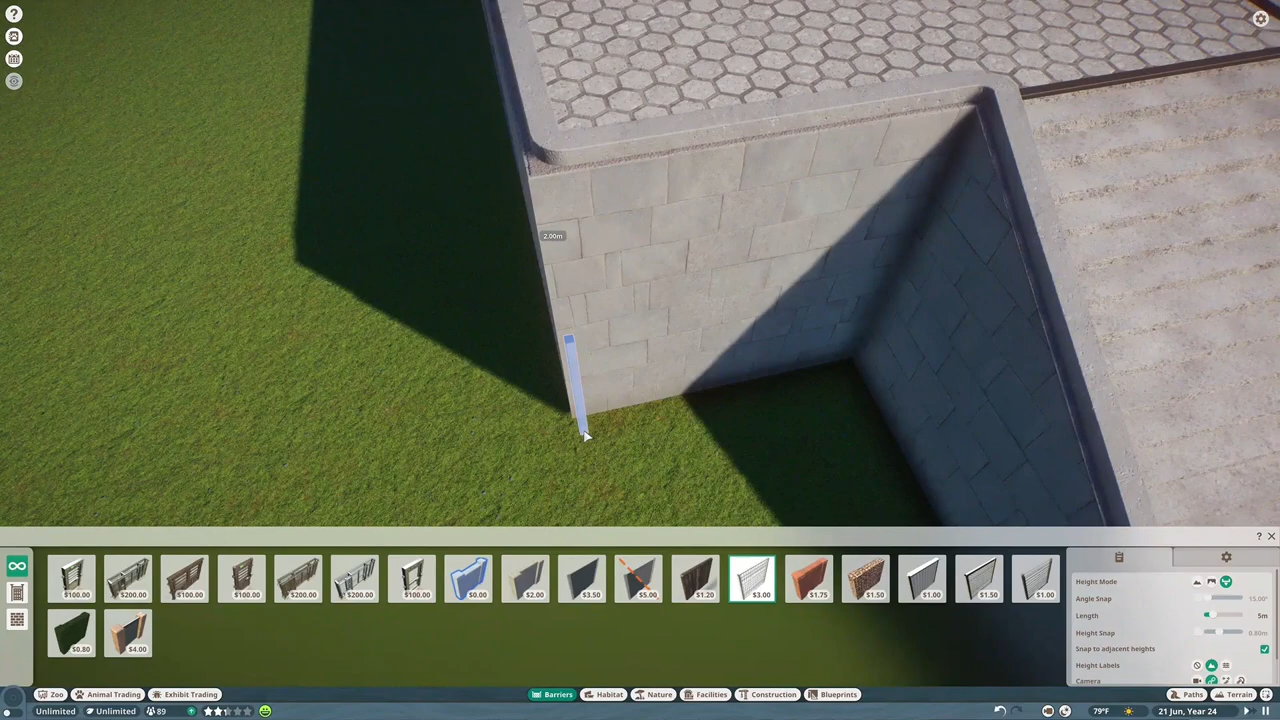 ?
2.00m
?
$100.00 $200.00 $100.00 $100.00 $200.00 $200.00 $100.00 $0.00 $2.00 $3.50 $5.00 $1.20 $3.00 $1.75 $1.50 $1.00 $1.50 $1.00
$0.80 $4.00
Height Mode
Angle Snap 15.00°
Length 5m
Height Snap 0.80m
Snap to adjacent heights
Height Labels
Camera
Zoo Animal Trading Exhibit Trading Barriers Habitat Nature Facilities Construction Blueprints Paths Terrain
Unlimited Unlimited 89 79°F 21 Jun, Year 24